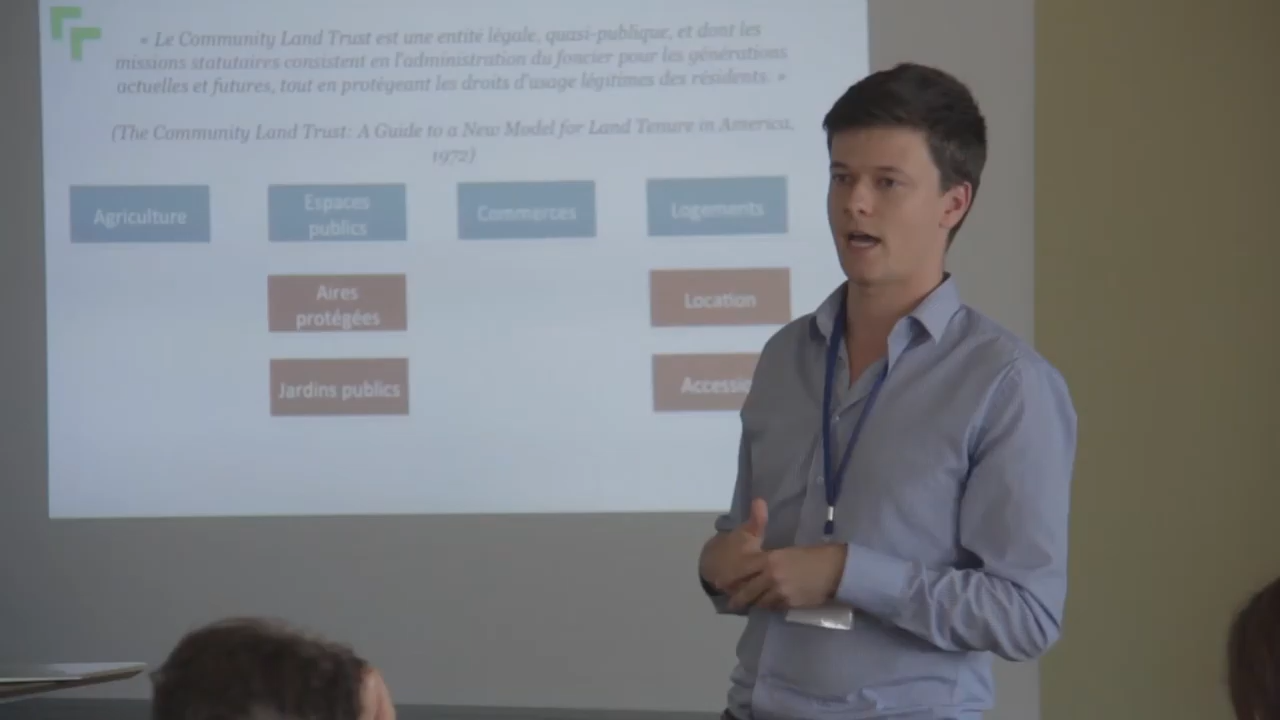 « Le Community Land Trust est une entité légale, quasi-publique, et dont les
missions statutaires consistent en l'administration du foncier pour les générations
actuelles et futures, tout en protégeant les droits d'usage légitimes des résidents. »
(The Community Land Trust: A Guide to a New Model for Land Tenure in America,
1972)
Agriculture
Espaces
publics
Commerces
Logements
Aires
protégées
Location
Jardins publics
Accessio